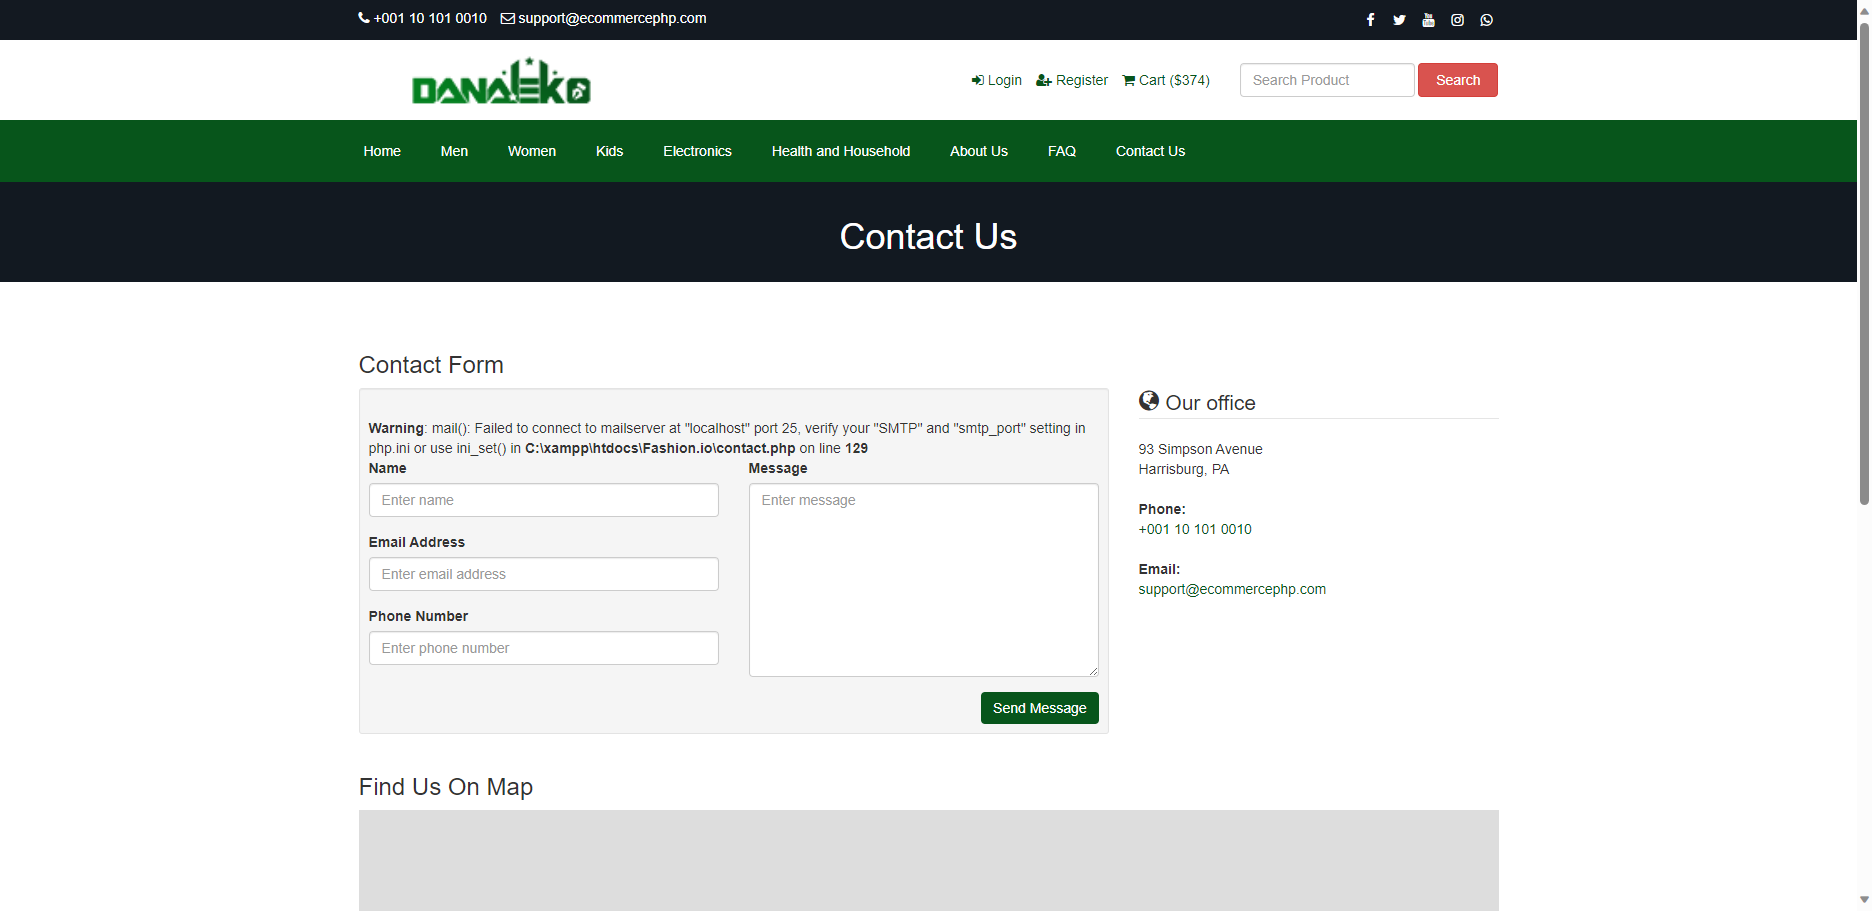 +001 10 101 0010 support@ecommercephp.com
DANALEKO
Login Register Cart ($374) Search Product Search
Home Men Women Kids Electronics Health and Household About Us FAQ Contact Us
Contact Us
Contact Form
Warning: mail(): Failed to connect to mailserver at "localhost" port 25, verify your "SMTP" and "smtp_port" setting in
php.ini or use ini_set() in C:\xampp\htdocs\Fashion.io\contact.php on line 129
Name
Enter name
Email Address
Enter email address
Phone Number
Enter phone number
Message
Enter message
Send Message
Our office
93 Simpson Avenue
Harrisburg, PA
Phone:
+001 10 101 0010
Email:
support@ecommercephp.com
Find Us On Map